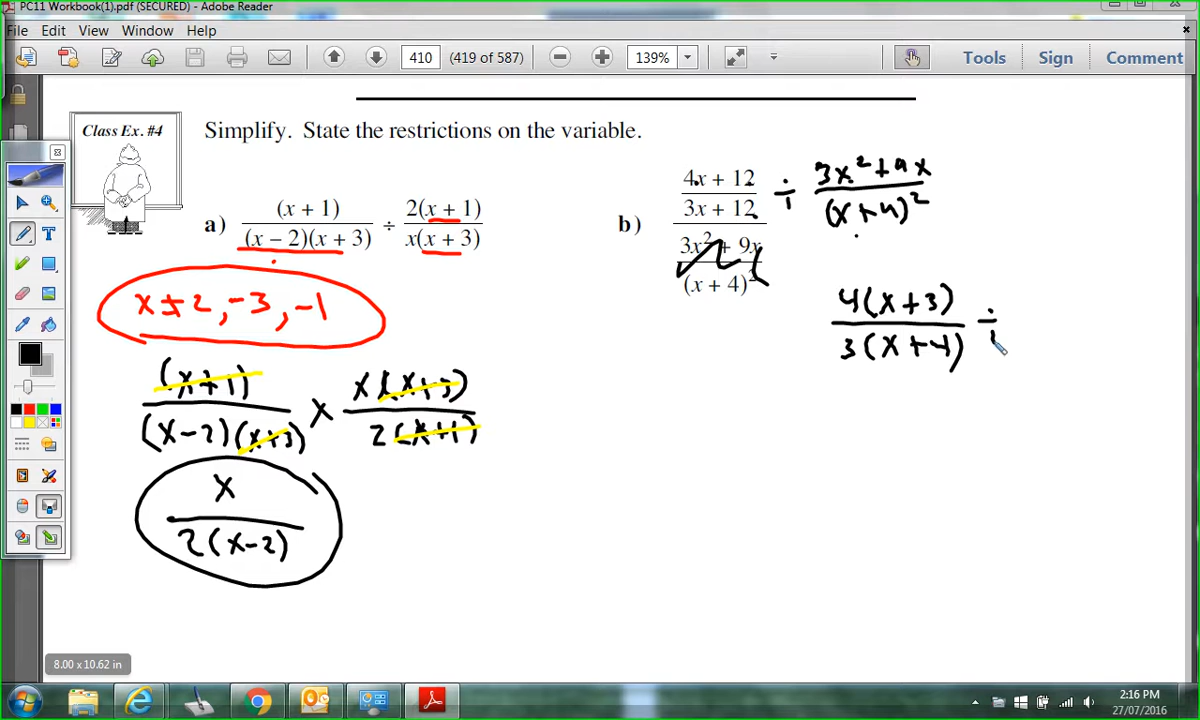 PC11 Workbook(1).pdf (SECURED) - Adobe Reader
File Edit View Window Help
410 (419 of 587) 139% Tools Sign Comment
Class Ex. #4
Simplify. State the restrictions on the variable.
a) (x + 1) / (x − 2)(x + 3) ÷ 2(x + 1) / x(x + 3)
b) 4x + 12 / 3x + 12 / 3x² + 9x / (x + 4)²
÷ 3x² + 9x / (x + 4)²
x ≠ 2, -3, -1
4(x+3) / 3(x+4) ÷
(x+1) / (x-2)(x+3) × x(x+3) / 2(x+1)
x / 2(x-2)
8.00 x 10.62 in
2:16 PM
27/07/2016